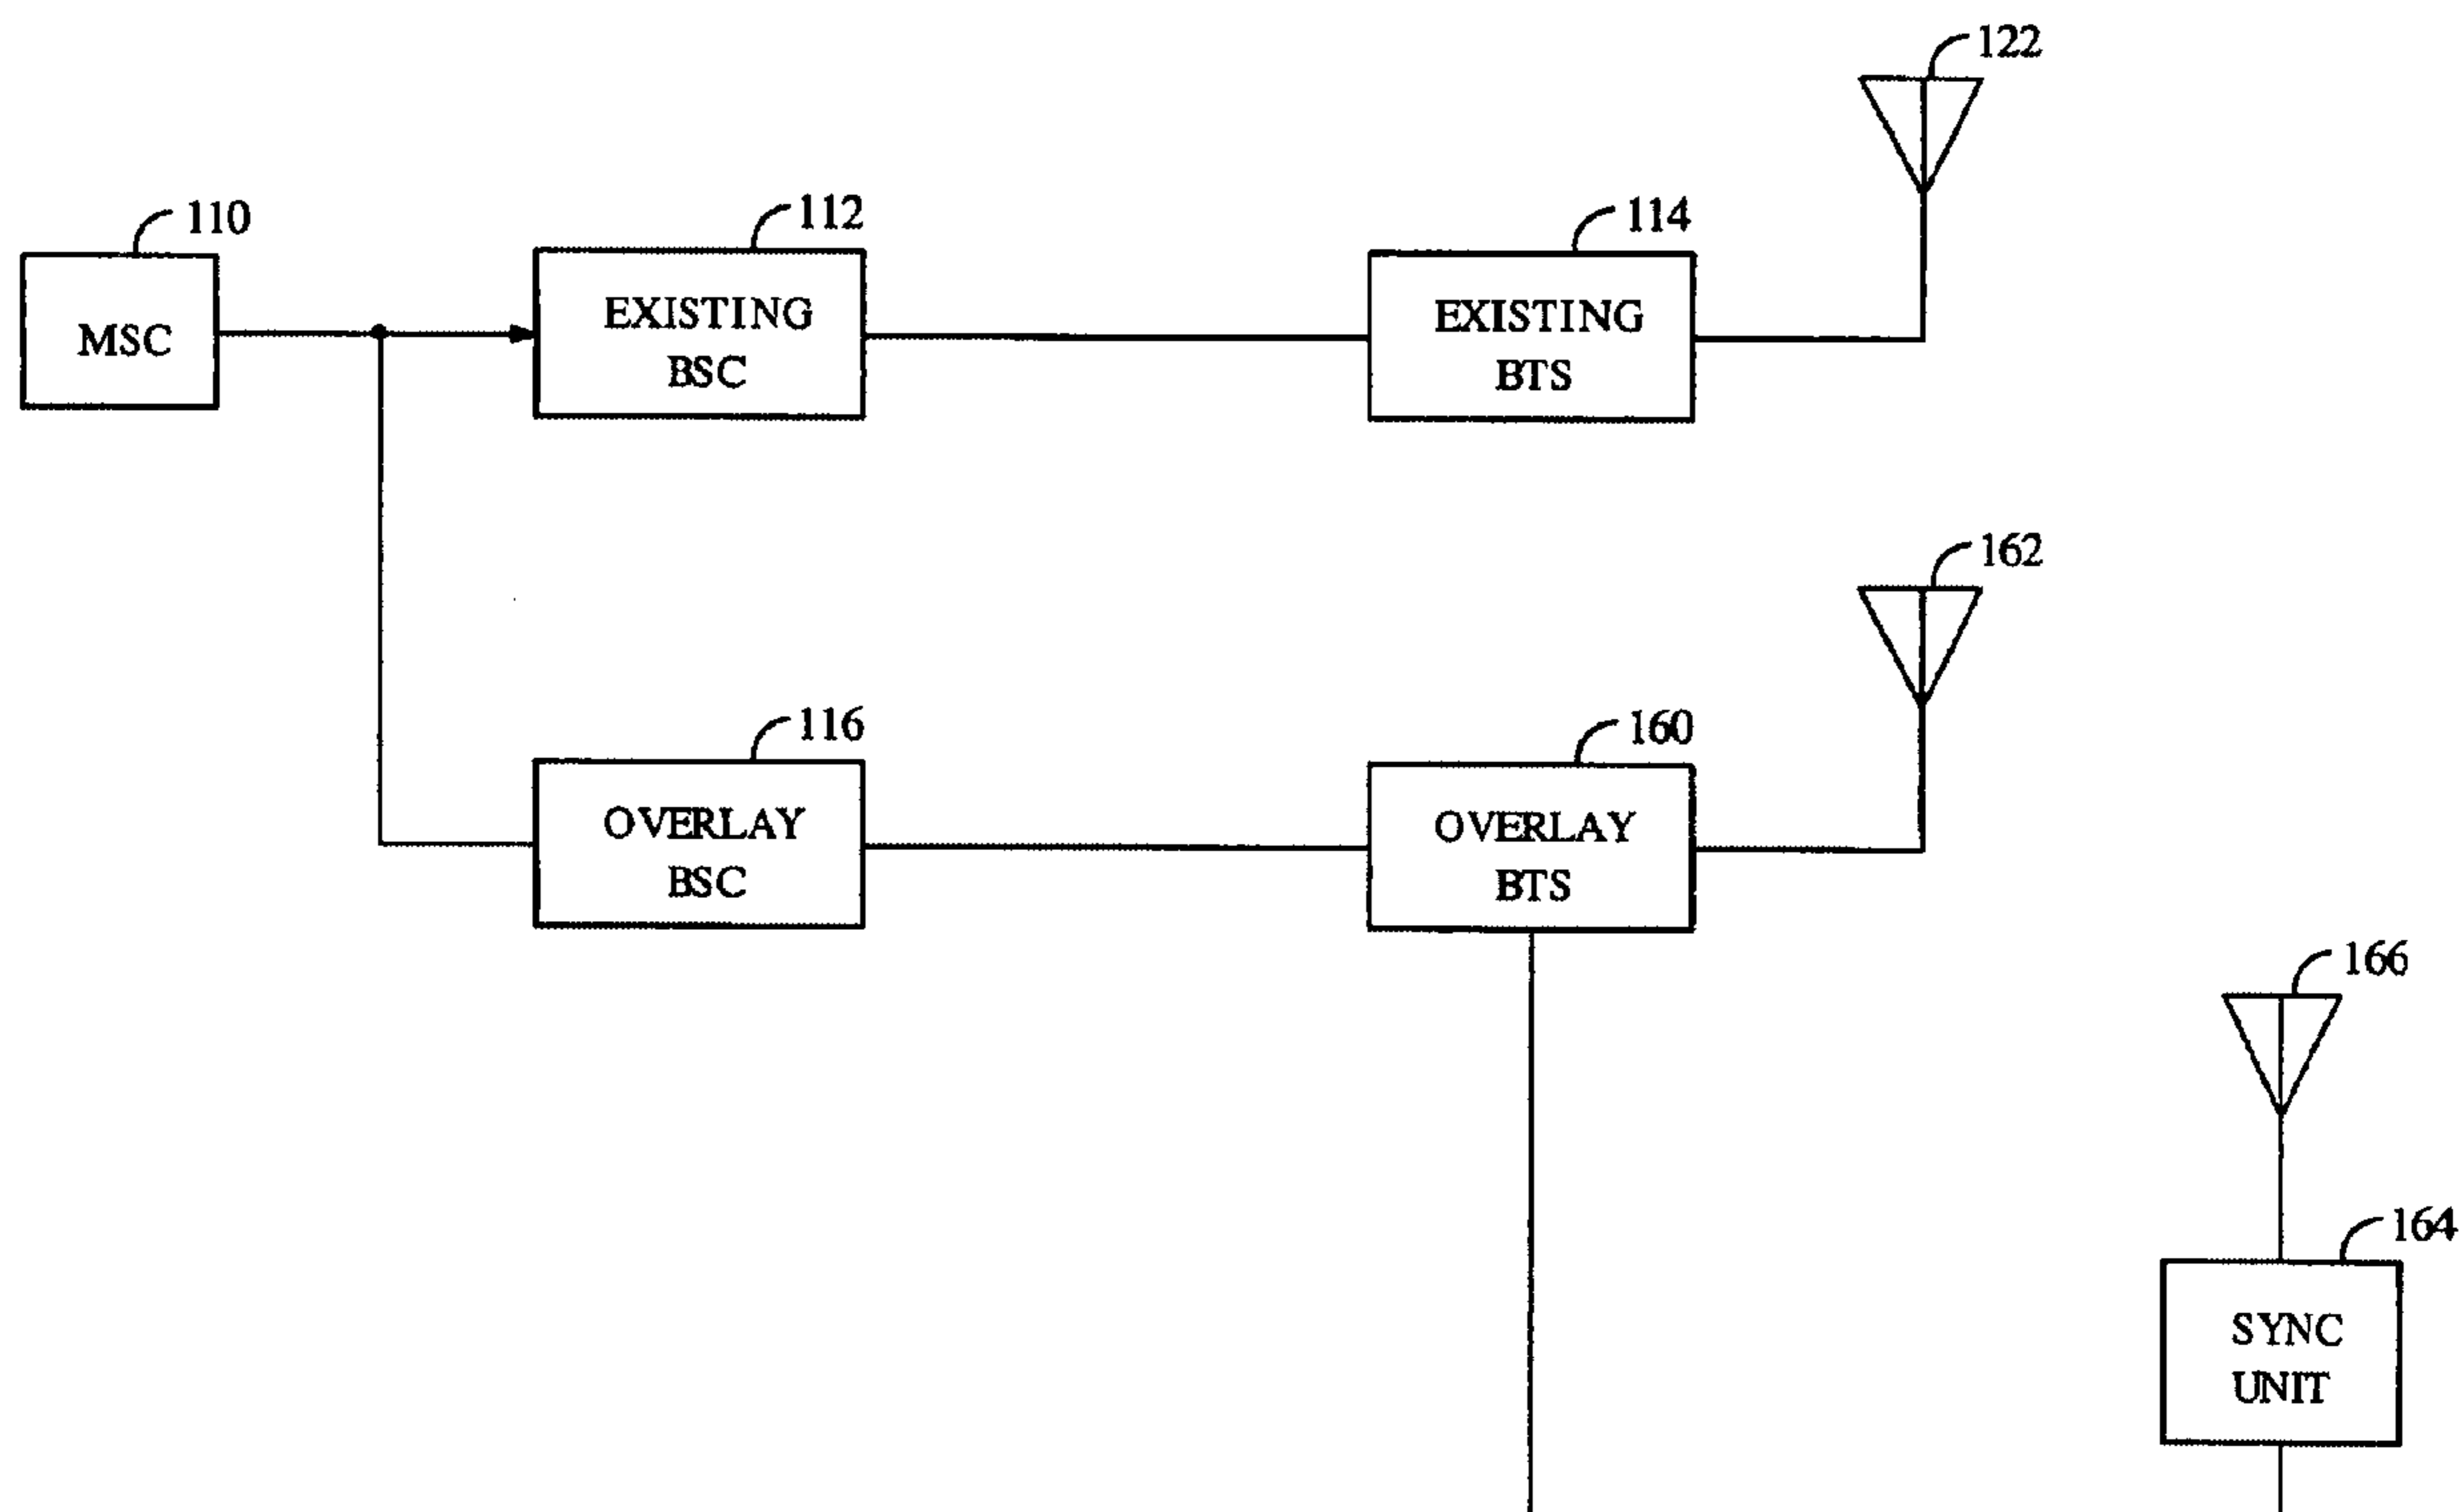 122
110
112
114
MSC
EXISTING
BSC
EXISTING
BTS
162
116
160
OVERLAY
BSC
OVERLAY
BTS
166
164
SYNC
UNIT